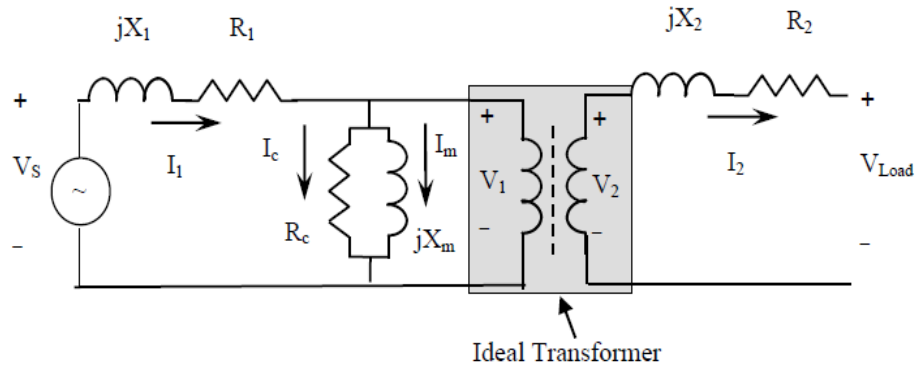 jX1
R1
jX2
R2
+
+
+
+
I1
Ic
Im
I2
VS
~
V1
V2
VLoad
Rc
jXm
−
−
−
−
Ideal Transformer